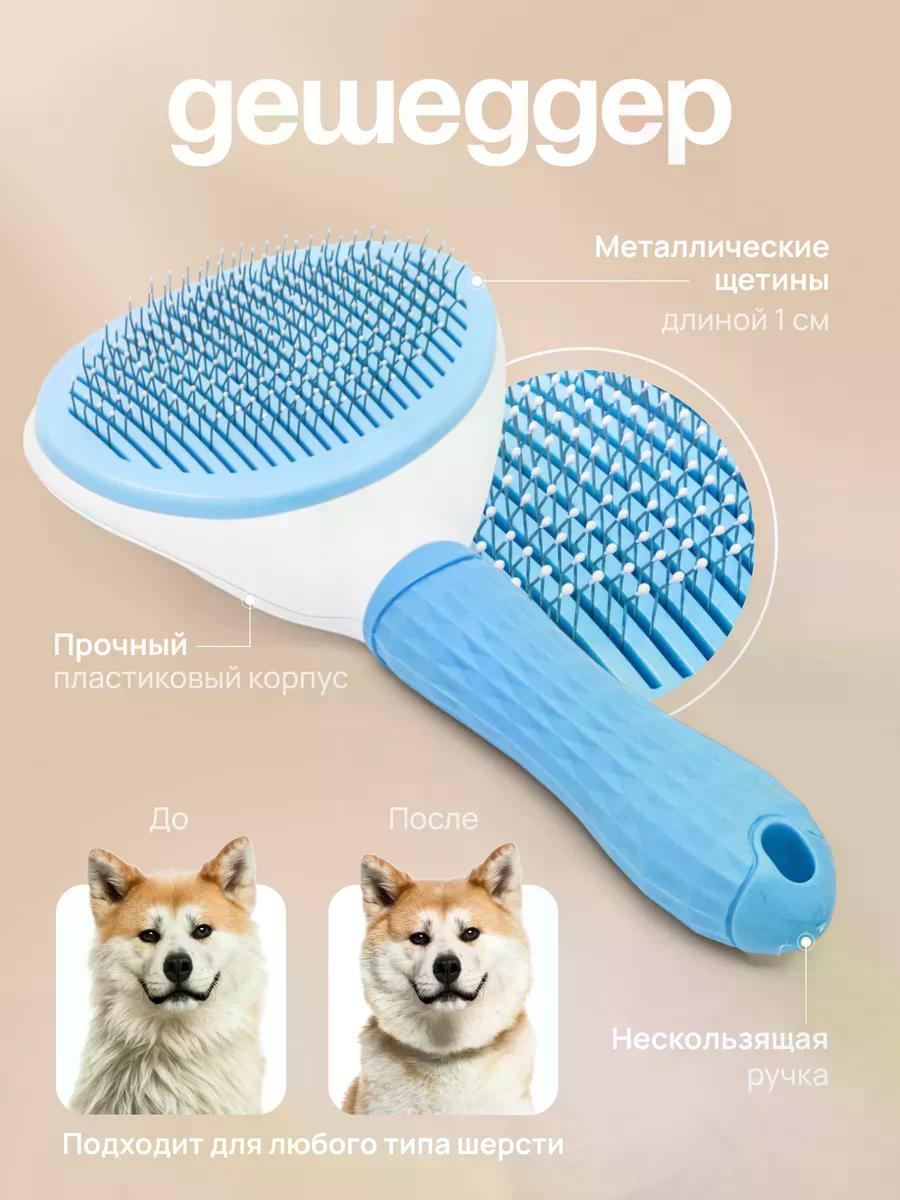 дешеддер
Металлические
щетины
длиной 1 см
Прочный
пластиковый корпус
До
После
Нескользящая
ручка
Подходит для любого типа шерсти